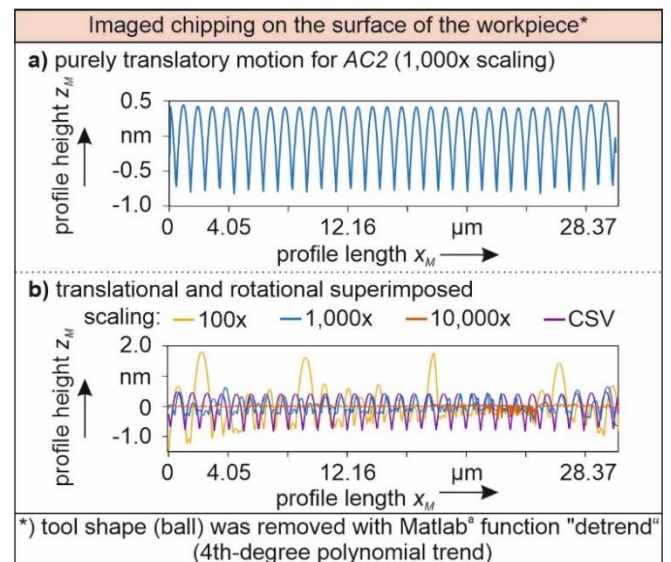 Imaged chipping on the surface of the workpiece*
a) purely translatory motion for AC2 (1,000x scaling)
profile height z_M
0.5
nm
-0.5
-1.0
0 4.05 12.16 µm 28.37
profile length x_M
b) translational and rotational superimposed
scaling: 100x 1,000x 10,000x CSV
profile height z_M
2.0
nm
0
-1.0
0 4.05 12.16 µm 28.37
profile length x_M
*) tool shape (ball) was removed with Matlabª function "detrend“
(4th-degree polynomial trend)